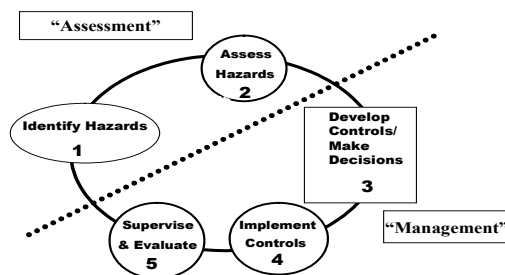 “Assessment”
Assess
Hazards
2
Identify Hazards
1
Develop
Controls/
Make
Decisions
3
Supervise
& Evaluate
5
Implement
Controls
4
“Management”